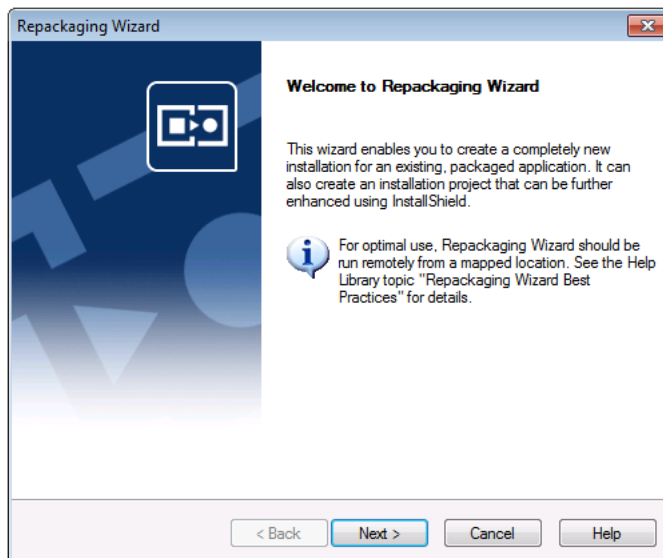 Repackaging Wizard
Welcome to Repackaging Wizard
This wizard enables you to create a completely new
installation for an existing, packaged application. It can
also create an installation project that can be further
enhanced using InstallShield.
For optimal use, Repackaging Wizard should be
run remotely from a mapped location. See the Help
Library topic "Repackaging Wizard Best
Practices" for details.
< Back
Next >
Cancel
Help